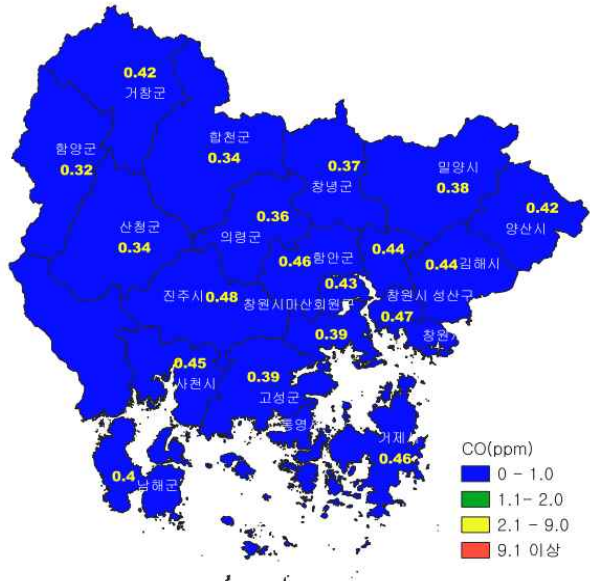 0.42
거창군
합천군
0.34
함양군
0.32
0.37
창녕군
밀양시
0.38
0.42
양산시
산청군
0.34
0.36
의령군
0.46 함안군
0.44
0.44 김해시
진주시 0.48
0.43
창원시마산회원구
창원시 성산구
0.47
0.39
창원
0.45
사천시
0.39
고성군
통영
거제
0.46
0.4 남해군
CO(ppm)
0 - 1.0
1.1- 2.0
2.1 - 9.0
9.1 이상